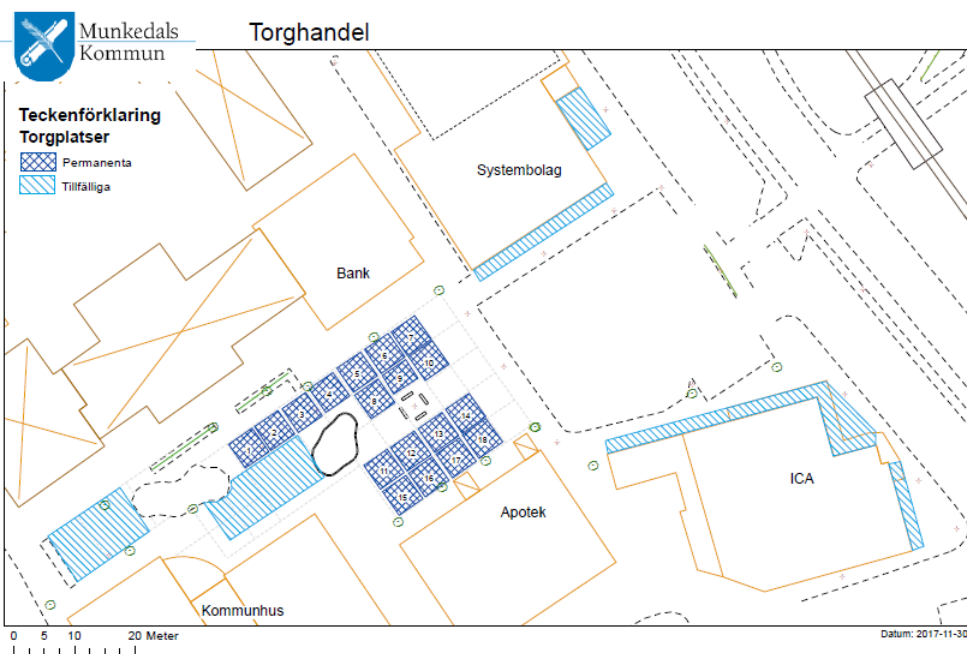 Munkedals
Kommun
Torghandel
Teckenförklaring
Torgplatser
Permanenta
Tillfälliga
Systembolag
Bank
7
6
10
5
9
4
8
3
14
2
13
18
1
12
17
11
16
15
ICA
Apotek
Kommunhus
0 5 10 20 Meter
Datum: 2017-11-30